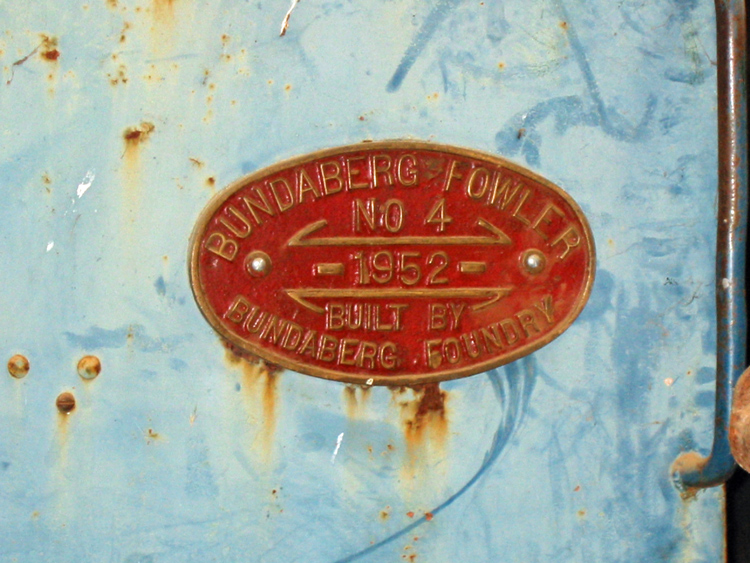 BUNDABERG FOWLER
NO 4
- 1952 -
BUILT BY
BUNDABERG FOUNDRY